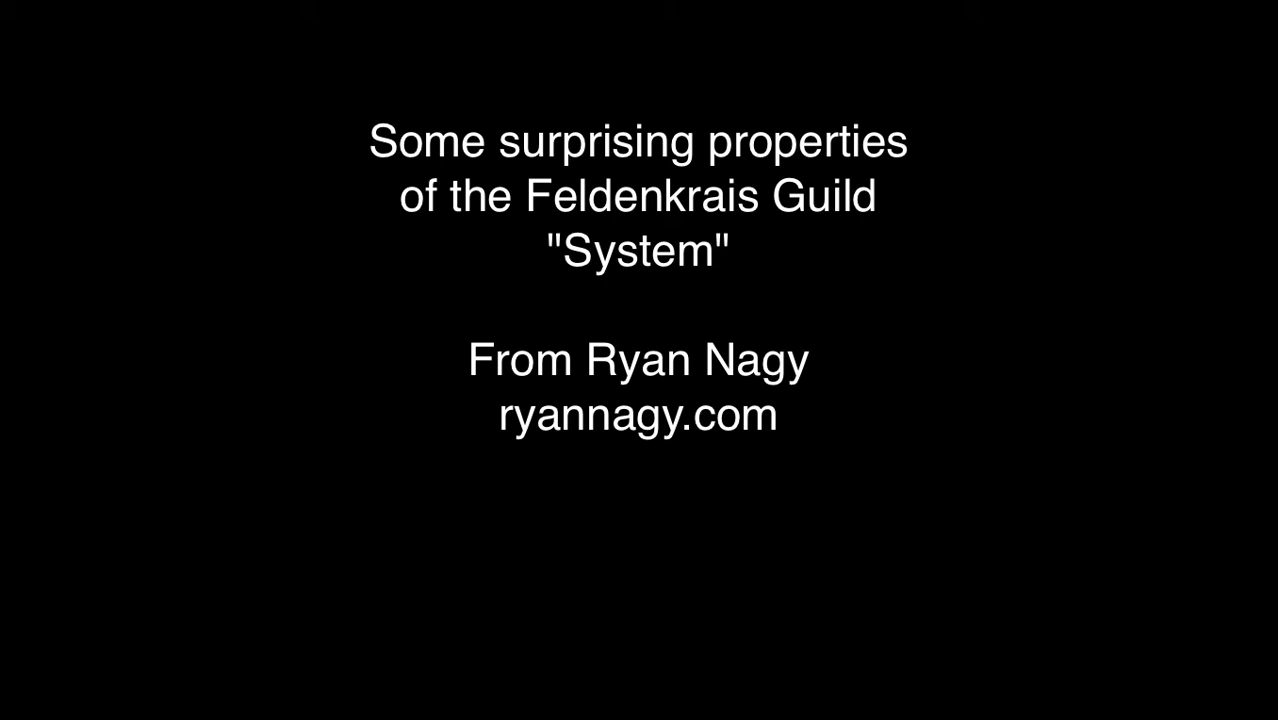 Some surprising properties
of the Feldenkrais Guild
"System"
From Ryan Nagy
ryannagy.com